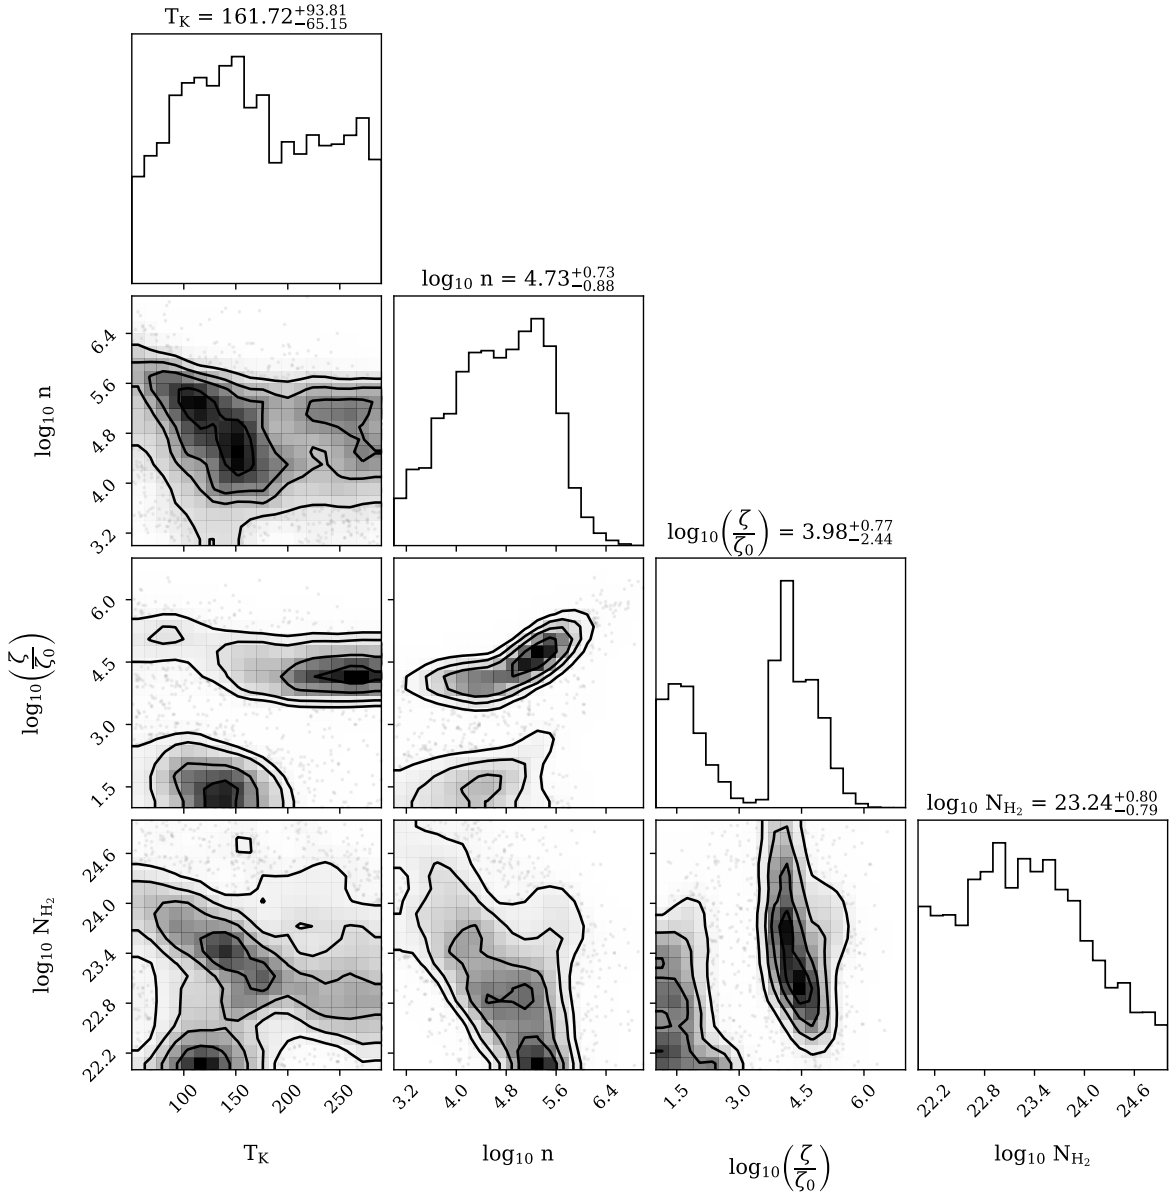 T_K = 161.72^{+93.81}_{−65.15}
log₁₀ n = 4.73^{+0.73}_{−0.88}
6.4
5.6
4.8
4.0
3.2
log₁₀ n
log₁₀(ζ/ζ₀) = 3.98^{+0.77}_{−2.44}
6.0
4.5
3.0
1.5
log₁₀(ζ/ζ₀)
log₁₀ N_{H₂} = 23.24^{+0.80}_{−0.79}
24.6
24.0
23.4
22.8
22.2
log₁₀ N_{H₂}
100 150 200 250
3.2 4.0 4.8 5.6 6.4
1.5 3.0 4.5 6.0
22.2 22.8 23.4 24.0 24.6
T_K
log₁₀ n
log₁₀(ζ/ζ₀)
log₁₀ N_{H₂}